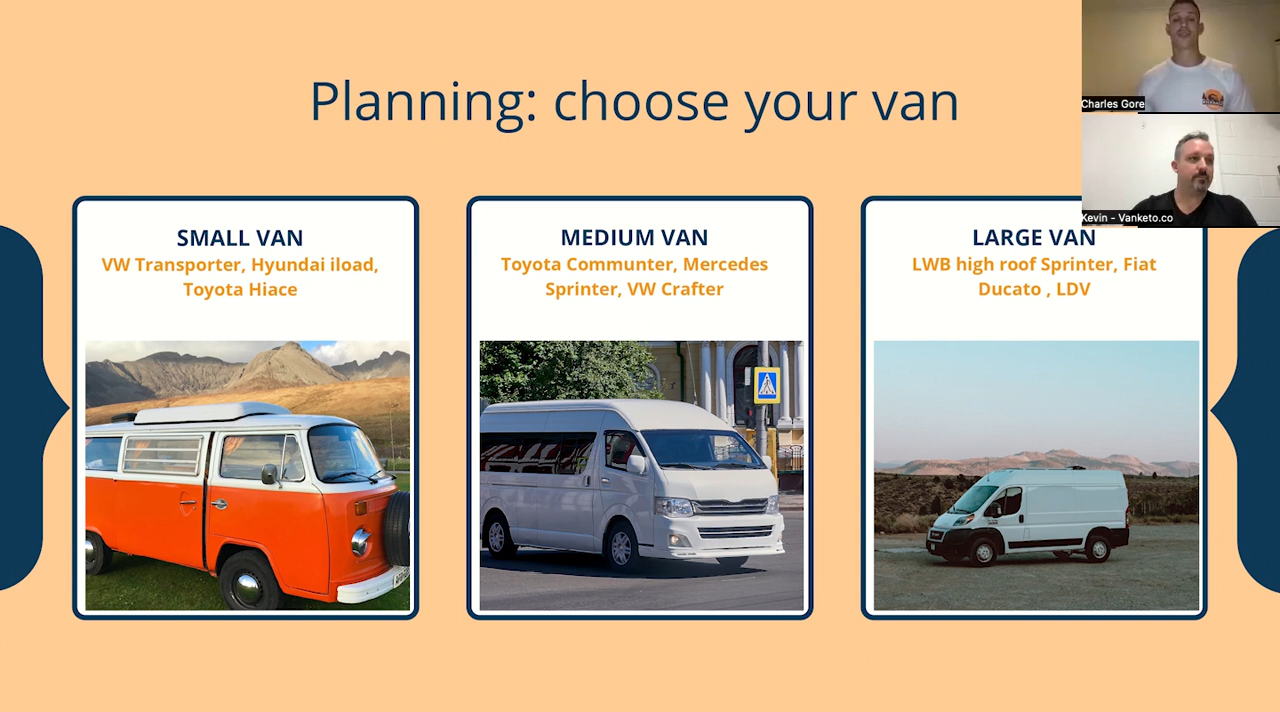 Planning: choose your van
Charles Gore
Kevin - Vanketo.co
SMALL VAN
VW Transporter, Hyundai iload,
Toyota Hiace
MEDIUM VAN
Toyota Communter, Mercedes
Sprinter, VW Crafter
LARGE VAN
LWB high roof Sprinter, Fiat
Ducato , LDV